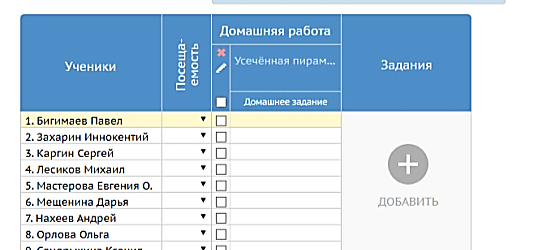 Ученики
Посеща-
емость
Домашняя работа
Усечённая пирам...
Домашнее задание
Задания
1. Бигимаев Павел
2. Захарин Иннокентий
3. Каргин Сергей
4. Лесиков Михаил
5. Мастерова Евгения О.
6. Мещенина Дарья
7. Нахеев Андрей
8. Орлова Ольга
ДОБАВИТЬ